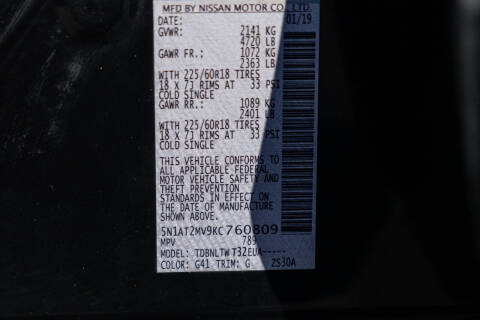 MFD BY NISSAN MOTOR CO., LTD.
DATE: 01/19
GVWR: 2141 KG
4720 LB
GAWR FR.: 1072 KG
2363 LB
WITH 225/60R18 TIRES
18 X 7J RIMS AT 33 PSI
COLD SINGLE
GAWR RR.: 1089 KG
2401 LB
WITH 225/60R18 TIRES
18 X 7J RIMS AT 33 PSI
COLD SINGLE
THIS VEHICLE CONFORMS TO
ALL APPLICABLE FEDERAL
MOTOR VEHICLE SAFETY AND
THEFT PREVENTION
STANDARDS IN EFFECT ON
THE DATE OF MANUFACTURE
SHOWN ABOVE.
5N1AT2MV9KC760809
MPV 789
MODEL: TDBNLTWT32EUA-----
COLOR: G41 TRIM: G 2S30A